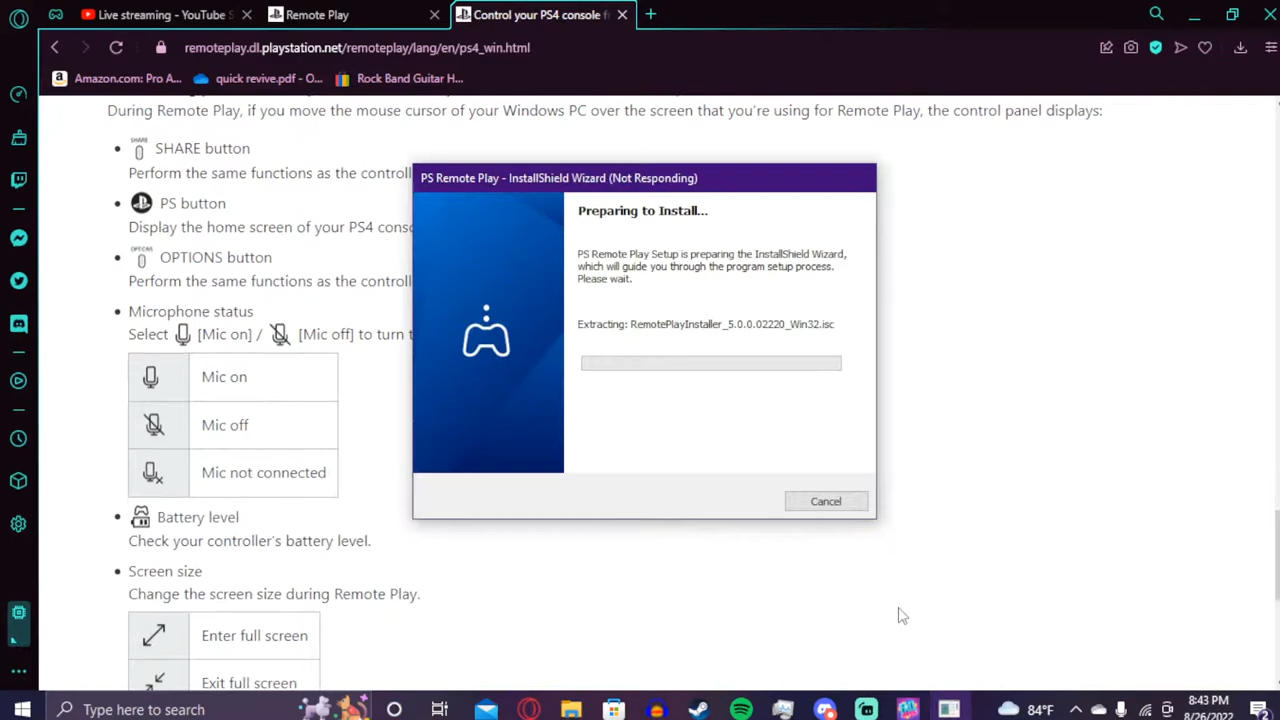 Live streaming - YouTube S
Remote Play
Control your PS4 console f
remoteplay.dl.playstation.net/remoteplay/lang/en/ps4_win.html
Amazon.com: Pro A...
quick revive.pdf - O...
Rock Band Guitar H...
During Remote Play, if you move the mouse cursor of your Windows PC over the screen that you're using for Remote Play, the control panel displays:
SHARE
SHARE button
Perform the same functions as the controll
PS button
Display the home screen of your PS4 conso
OPTIONS
OPTIONS button
Perform the same functions as the controll
Microphone status
Select [Mic on] / [Mic off] to turn t
Mic on
Mic off
Mic not connected
Battery level
Check your controller's battery level.
Screen size
Change the screen size during Remote Play.
Enter full screen
Exit full screen
PS Remote Play - InstallShield Wizard (Not Responding)
Preparing to Install...
PS Remote Play Setup is preparing the InstallShield Wizard,
which will guide you through the program setup process.
Please wait.
Extracting: RemotePlayInstaller_5.0.0.02220_Win32.isc
Cancel
Type here to search
84°F
8:43 PM
8/26/2022